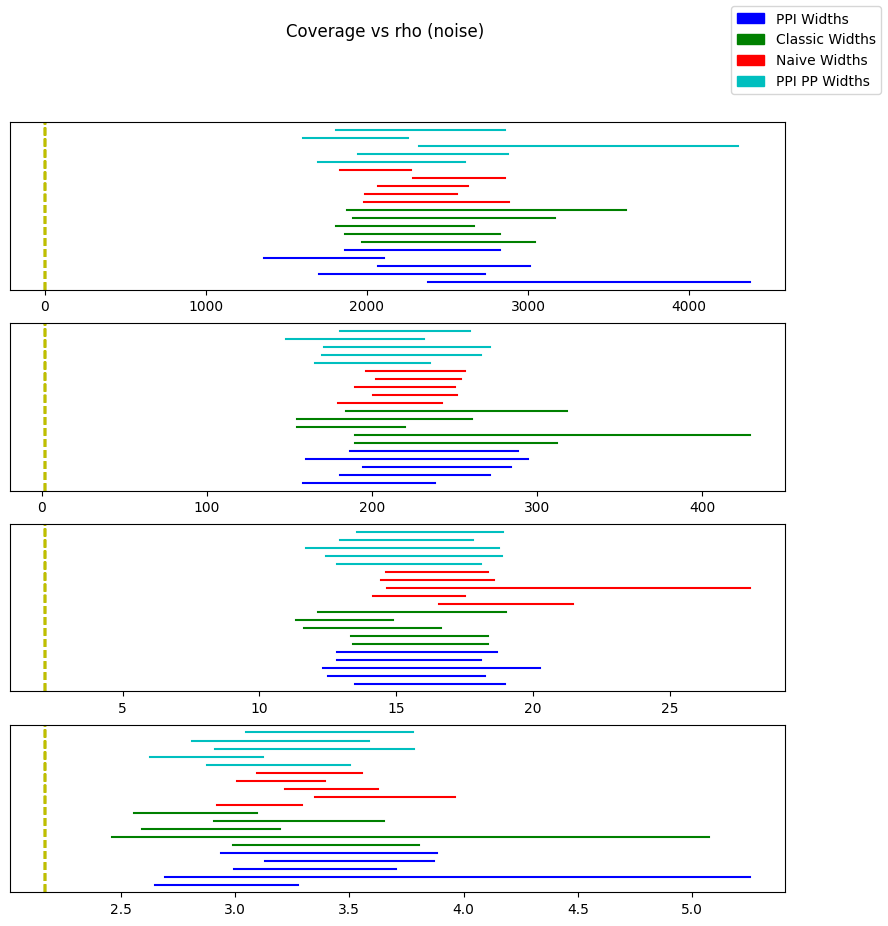 Coverage vs rho (noise)
PPI Widths
Classic Widths
Naive Widths
PPI PP Widths
0 1000 2000 3000 4000
0 100 200 300 400
5 10 15 20 25
2.5 3.0 3.5 4.0 4.5 5.0